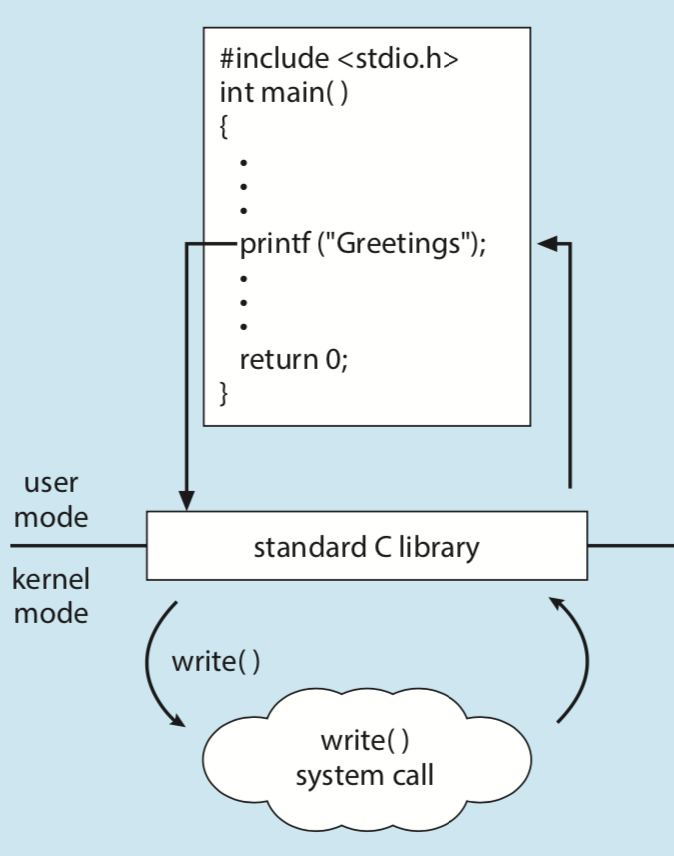 #include <stdio.h>
int main( )
{
•
•
•
printf ("Greetings");
•
•
•
return 0;
}
user
mode
standard C library
kernel
mode
write( )
write( )
system call